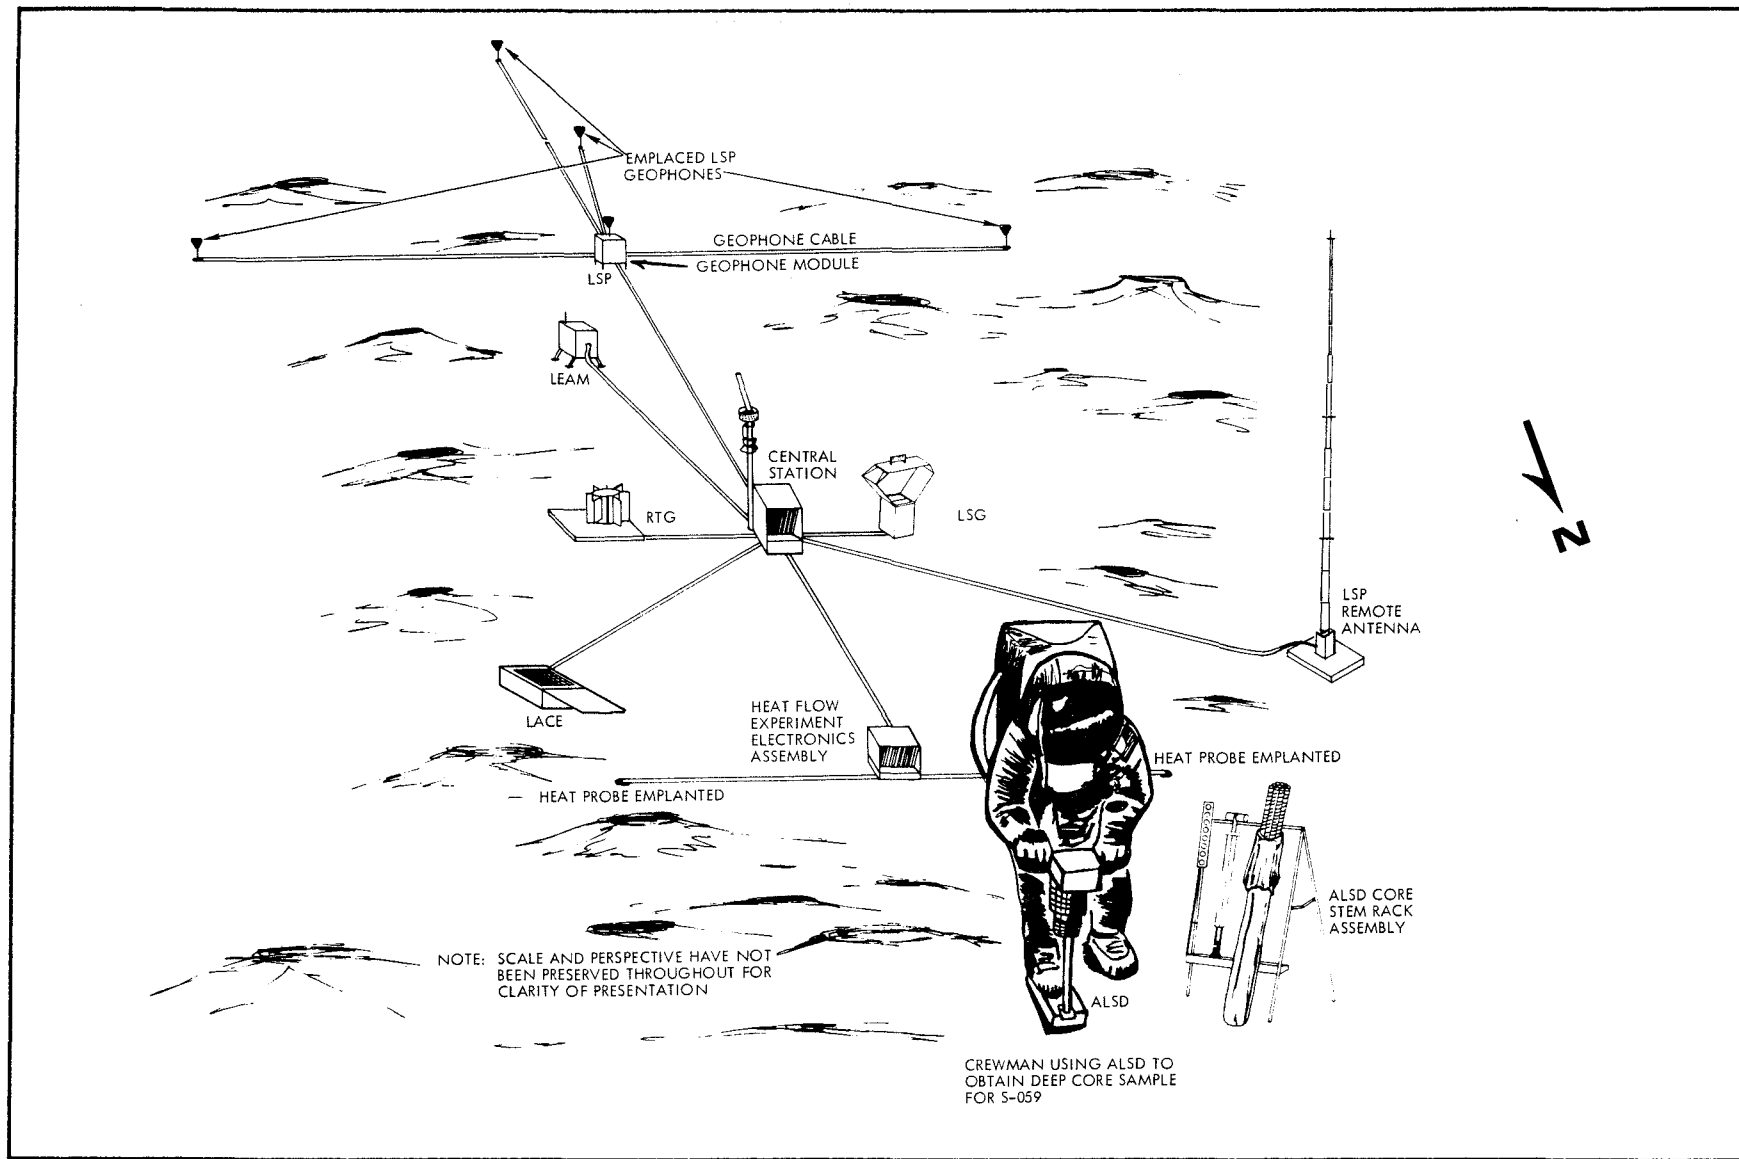 EMPLACED LSP
GEOPHONES
GEOPHONE CABLE
GEOPHONE MODULE
LSP
LEAM
CENTRAL
STATION
RTG
LSG
N
LSP
REMOTE
ANTENNA
LACE
HEAT FLOW
EXPERIMENT
ELECTRONICS
ASSEMBLY
HEAT PROBE EMPLANTED
HEAT PROBE EMPLANTED
ALSD CORE
STEM RACK
ASSEMBLY
NOTE: SCALE AND PERSPECTIVE HAVE NOT
BEEN PRESERVED THROUGHOUT FOR
CLARITY OF PRESENTATION
ALSD
CREWMAN USING ALSD TO
OBTAIN DEEP CORE SAMPLE
FOR S-059